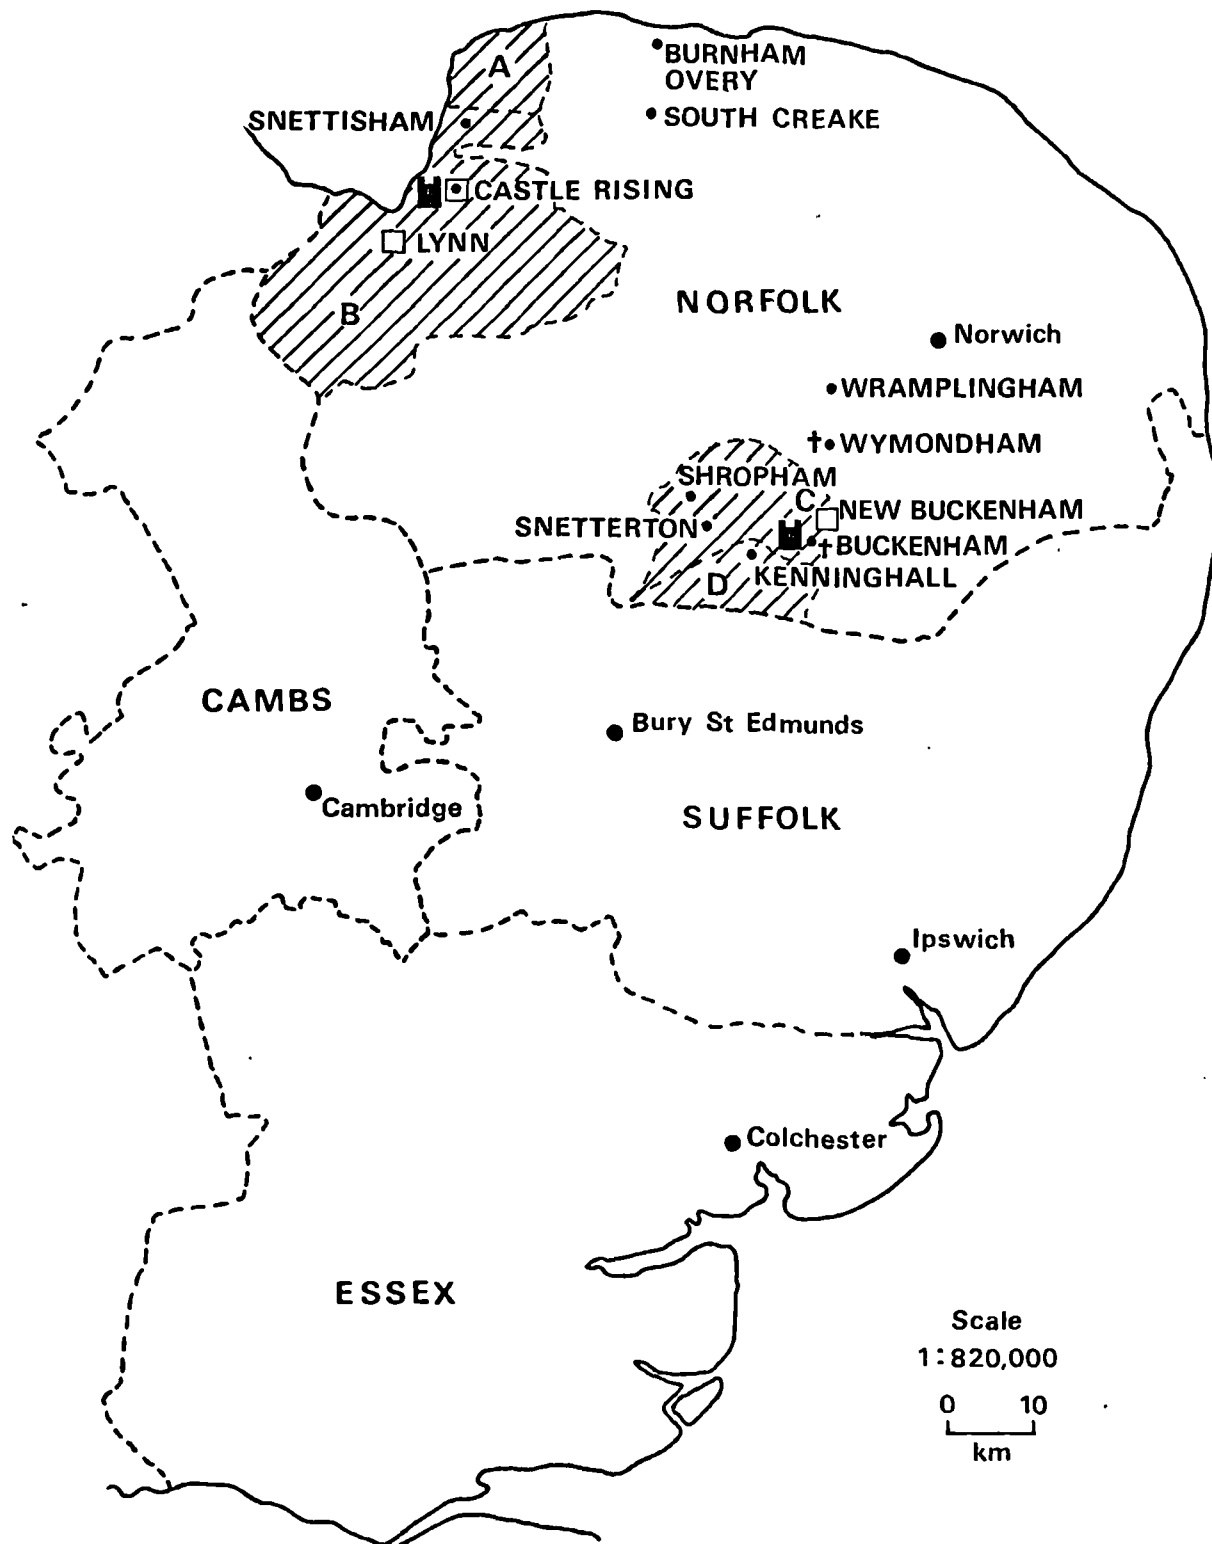 A
BURNHAM
OVERY
SNETTISHAM
SOUTH CREAKE
CASTLE RISING
LYNN
B
NORFOLK
Norwich
WRAMPLINGHAM
WYMONDHAM
SHROPHAM
C
NEW BUCKENHAM
SNETTERTON
BUCKENHAM
D
KENNINGHALL
CAMBS
Bury St Edmunds
Cambridge
SUFFOLK
Ipswich
Colchester
ESSEX
Scale
1:820,000
0 10
km